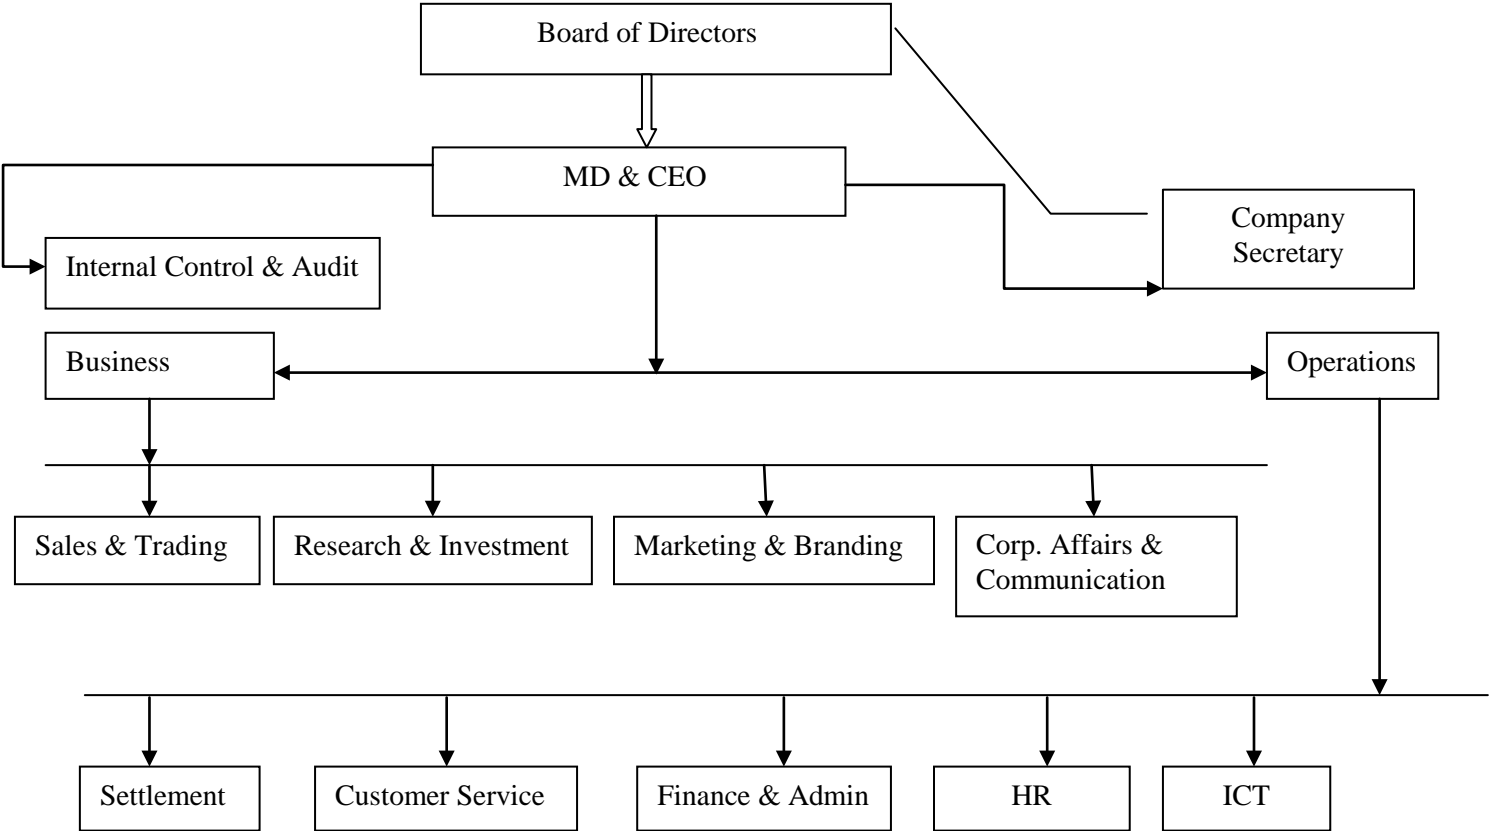 Board of Directors
MD & CEO
Company
Secretary
Internal Control & Audit
Business
Operations
Sales & Trading
Research & Investment
Marketing & Branding
Corp. Affairs &
Communication
Settlement
Customer Service
Finance & Admin
HR
ICT